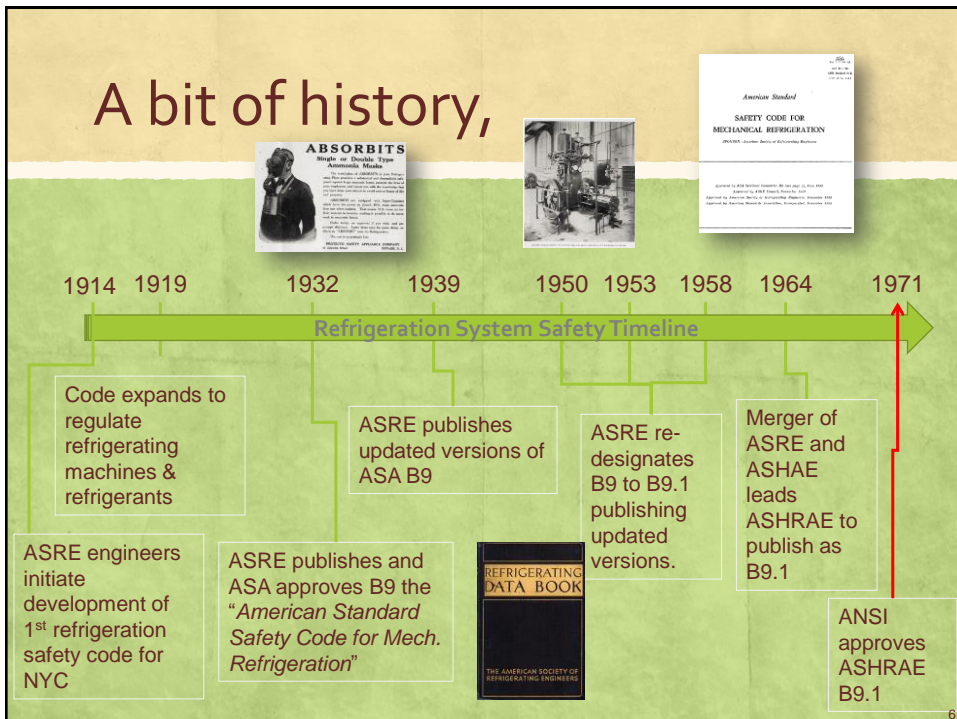 A bit of history,
ABSORBITS
Single or Double Type
Ammonia Masks
American Standard
SAFETY CODE FOR
MECHANICAL REFRIGERATION
1914 1919 1932 1939 1950 1953 1958 1964 1971
Refrigeration System Safety Timeline
Code expands to
regulate
refrigerating
machines &
refrigerants
ASRE publishes
updated versions of
ASA B9
ASRE re-
designates
B9 to B9.1
publishing
updated
versions.
Merger of
ASRE and
ASHAE
leads
ASHRAE to
publish as
B9.1
ASRE engineers
initiate
development of
1st refrigeration
safety code for
NYC
ASRE publishes and
ASA approves B9 the
“American Standard
Safety Code for Mech.
Refrigeration”
REFRIGERATING
DATA BOOK
THE AMERICAN SOCIETY OF
REFRIGERATING ENGINEERS
ANSI
approves
ASHRAE
B9.1
6